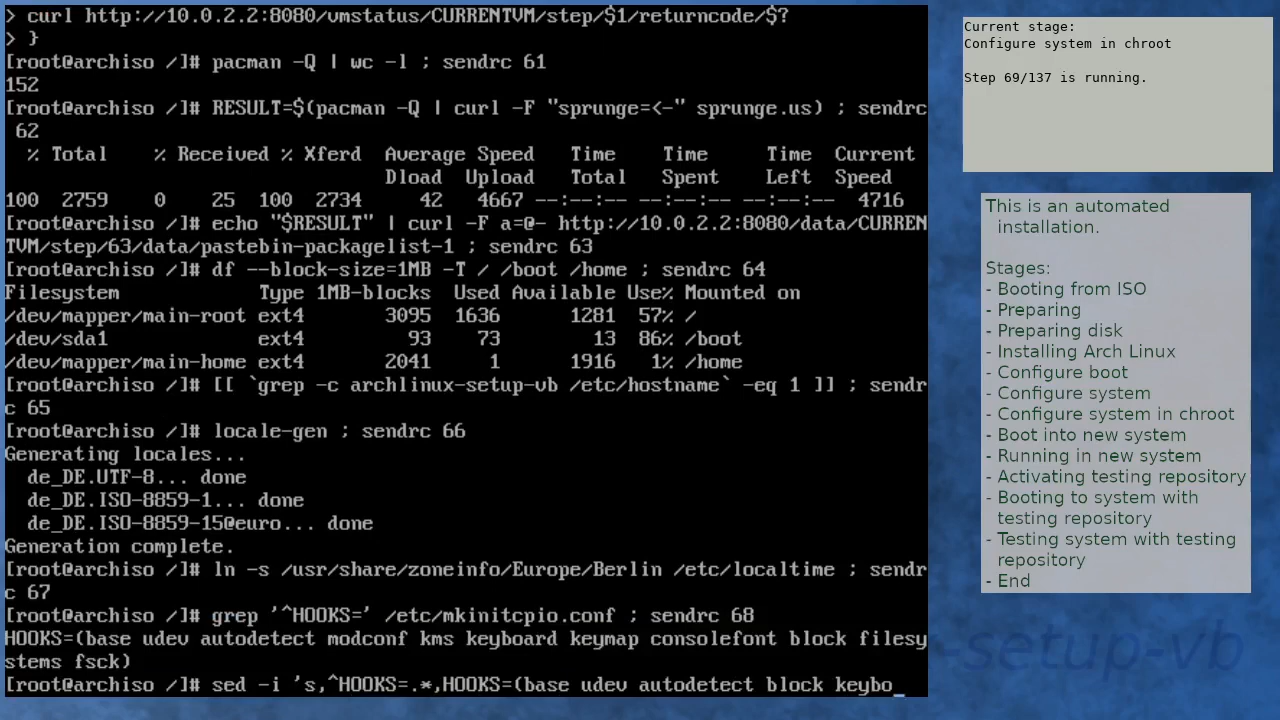 > curl http://10.0.2.2:8080/vmstatus/CURRENTVM/step/$1/returncode/$?
> }
[root@archiso /]# pacman -Q | wc -l ; sendrc 61
152
[root@archiso /]# RESULT=$(pacman -Q | curl -F "sprunge=<-" sprunge.us) ; sendrc
 62
  % Total    % Received % Xferd  Average Speed   Time    Time     Time  Current
                                 Dload  Upload   Total   Spent    Left  Speed
100  2759    0    25  100  2734     42   4667 --:--:-- --:--:-- --:--:--  4716
[root@archiso /]# echo "$RESULT" | curl -F a=@- http://10.0.2.2:8080/data/CURREN
TVM/step/63/data/pastebin-packagelist-1 ; sendrc 63
[root@archiso /]# df --block-size=1MB -T / /boot /home ; sendrc 64
Filesystem            Type 1MB-blocks  Used Available Use% Mounted on
/dev/mapper/main-root ext4       3095  1636      1281  57% /
/dev/sda1             ext4         93    73        13  86% /boot
/dev/mapper/main-home ext4       2041     1      1916   1% /home
[root@archiso /]# [[ `grep -c archlinux-setup-vb /etc/hostname` -eq 1 ]] ; sendr
c 65
[root@archiso /]# locale-gen ; sendrc 66
Generating locales...
  de_DE.UTF-8... done
  de_DE.ISO-8859-1... done
  de_DE.ISO-8859-15@euro... done
Generation complete.
[root@archiso /]# ln -s /usr/share/zoneinfo/Europe/Berlin /etc/localtime ; sendr
c 67
[root@archiso /]# grep '^HOOKS=' /etc/mkinitcpio.conf ; sendrc 68
HOOKS=(base udev autodetect modconf kms keyboard keymap consolefont block filesy
stems fsck)
[root@archiso /]# sed -i 's,^HOOKS=.*,HOOKS=(base udev autodetect block keybo_
Current stage:
Configure system in chroot
Step 69/137 is running.
This is an automated
installation.
Stages:
- Booting from ISO
- Preparing
- Preparing disk
- Installing Arch Linux
- Configure boot
- Configure system
- Configure system in chroot
- Boot into new system
- Running in new system
- Activating testing repository
- Booting to system with
testing repository
- Testing system with testing
repository
- End
-setup-vb